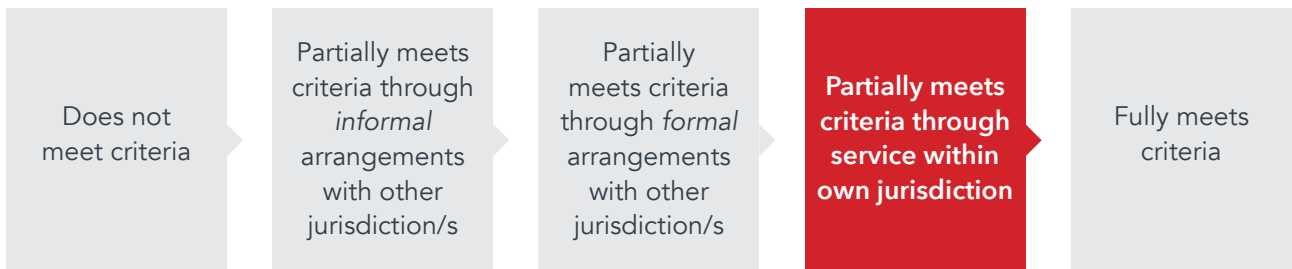 Does not
meet criteria
Partially meets
criteria through
informal
arrangements
with other
jurisdiction/s
Partially
meets criteria
through formal
arrangements
with other
jurisdiction/s
Partially meets
criteria through
service within
own jurisdiction
Fully meets
criteria